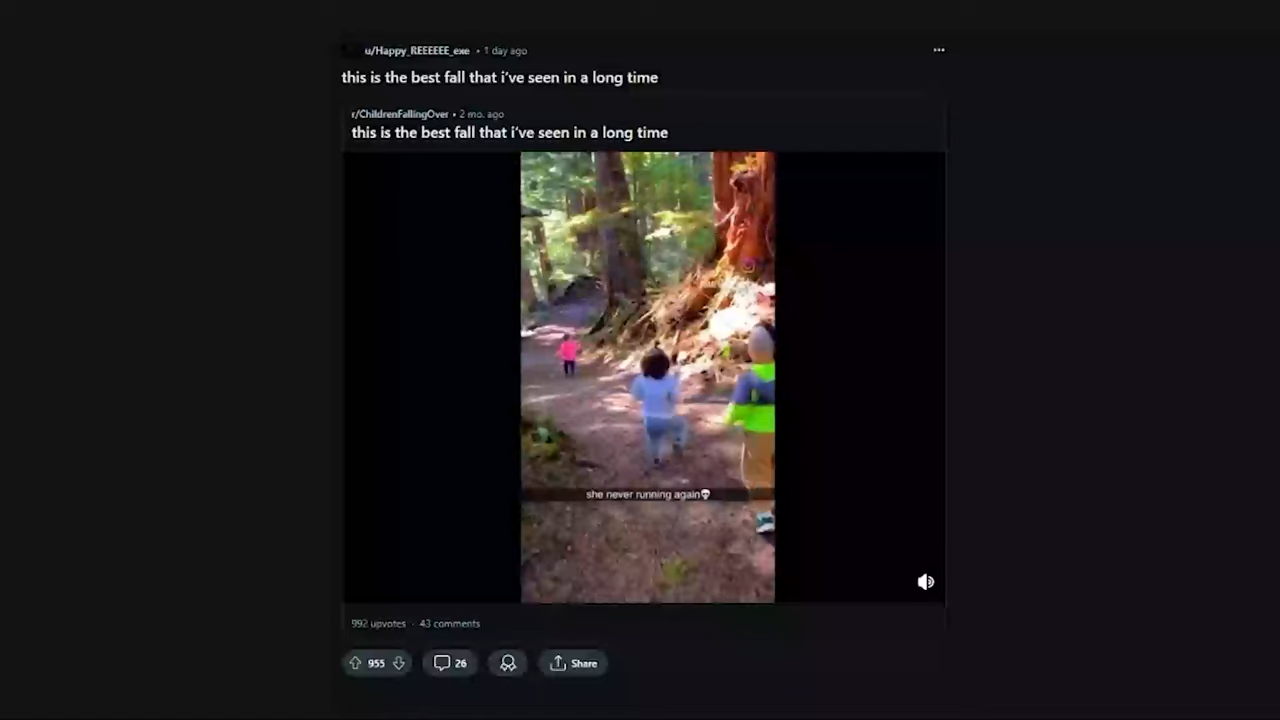 u/Happy_REEEEEE_exe • 1 day ago
this is the best fall that i've seen in a long time
r/ChildrenFallingOver • 2 mo. ago
this is the best fall that i've seen in a long time
she never running again💀
992 upvotes · 43 comments
955 26 Share